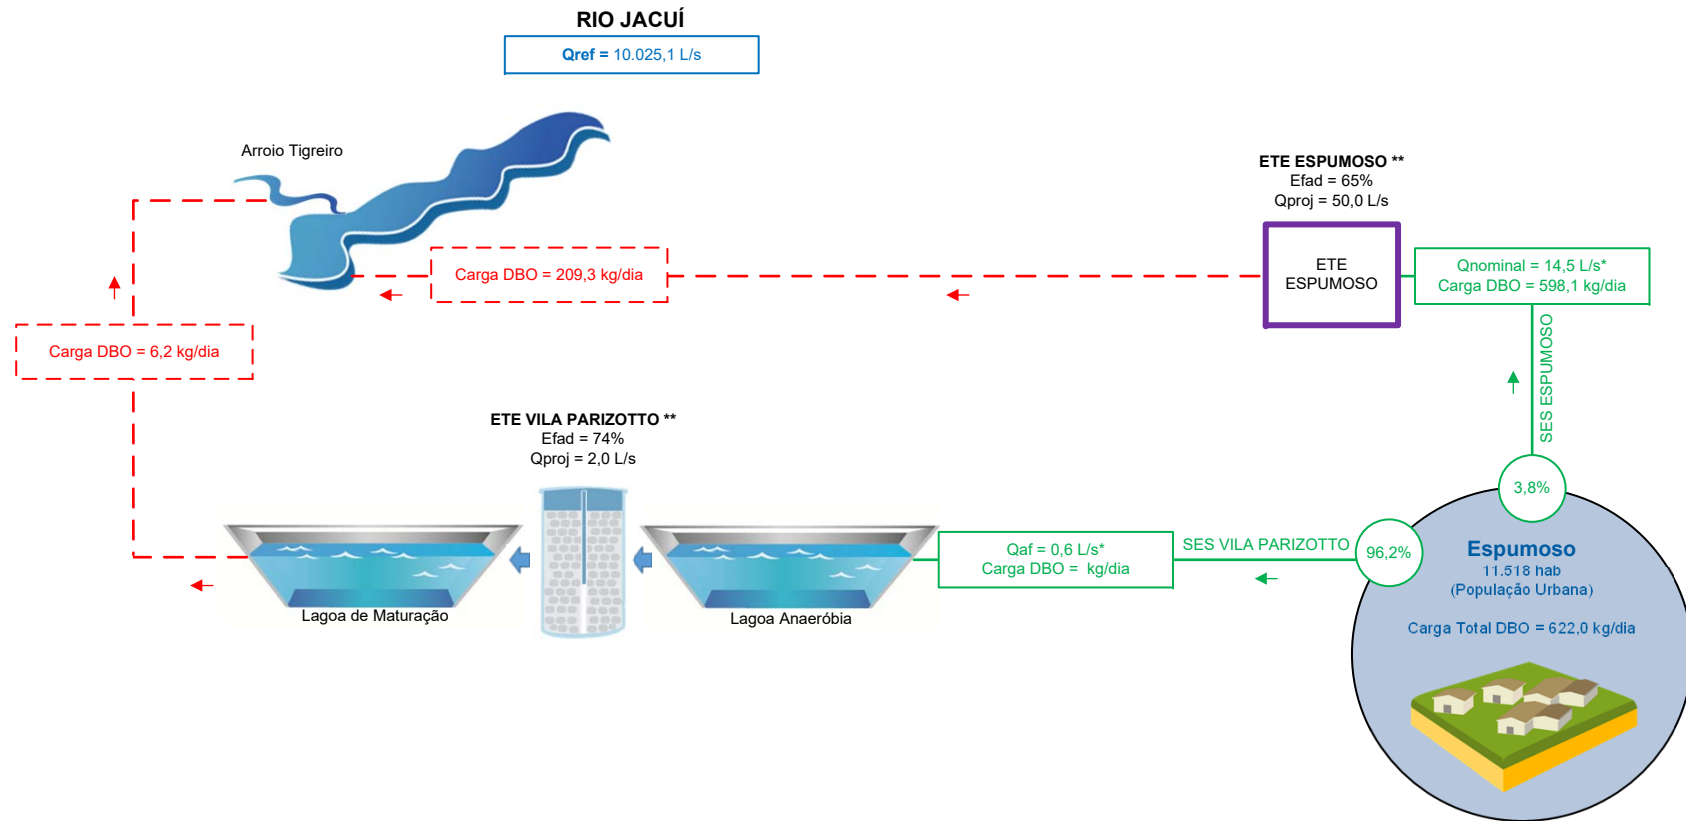 RIO JACUÍ
Qref = 10.025,1 L/s
Arroio Tigreiro
ETE ESPUMOSO **
Efad = 65%
Qproj = 50,0 L/s
Carga DBO = 209,3 kg/dia
ETE
ESPUMOSO
Qnominal = 14,5 L/s*
Carga DBO = 598,1 kg/dia
Carga DBO = 6,2 kg/dia
SES ESPUMOSO
ETE VILA PARIZOTTO **
Efad = 74%
Qproj = 2,0 L/s
3,8%
Qaf = 0,6 L/s*
Carga DBO = kg/dia
SES VILA PARIZOTTO
96,2%
Espumoso
11.518 hab
(População Urbana)
Carga Total DBO = 622,0 kg/dia
Lagoa de Maturação
Lagoa Anaeróbia